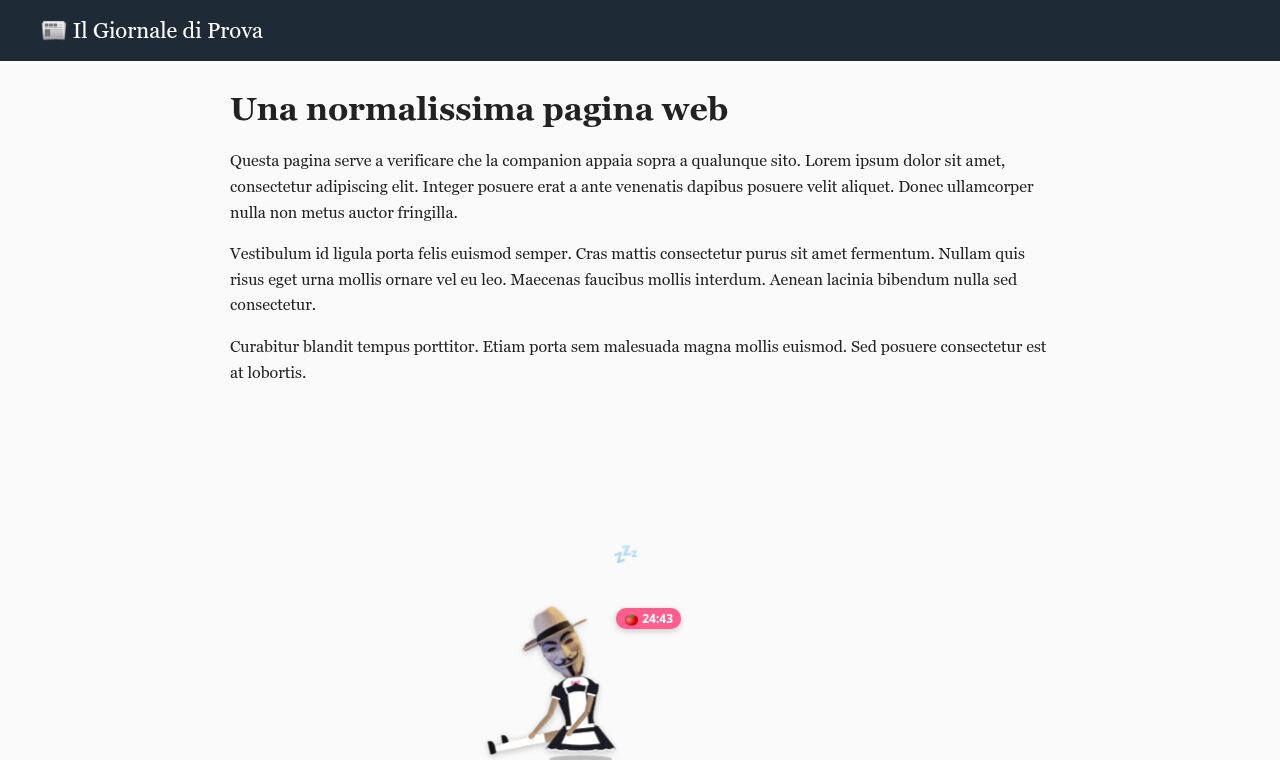 Il Giornale di Prova
Una normalissima pagina web
Questa pagina serve a verificare che la companion appaia sopra a qualunque sito. Lorem ipsum dolor sit amet,
consectetur adipiscing elit. Integer posuere erat a ante venenatis dapibus posuere velit aliquet. Donec ullamcorper
nulla non metus auctor fringilla.
Vestibulum id ligula porta felis euismod semper. Cras mattis consectetur purus sit amet fermentum. Nullam quis
risus eget urna mollis ornare vel eu leo. Maecenas faucibus mollis interdum. Aenean lacinia bibendum nulla sed
consectetur.
Curabitur blandit tempus porttitor. Etiam porta sem malesuada magna mollis euismod. Sed posuere consectetur est
at lobortis.
💤
24:43